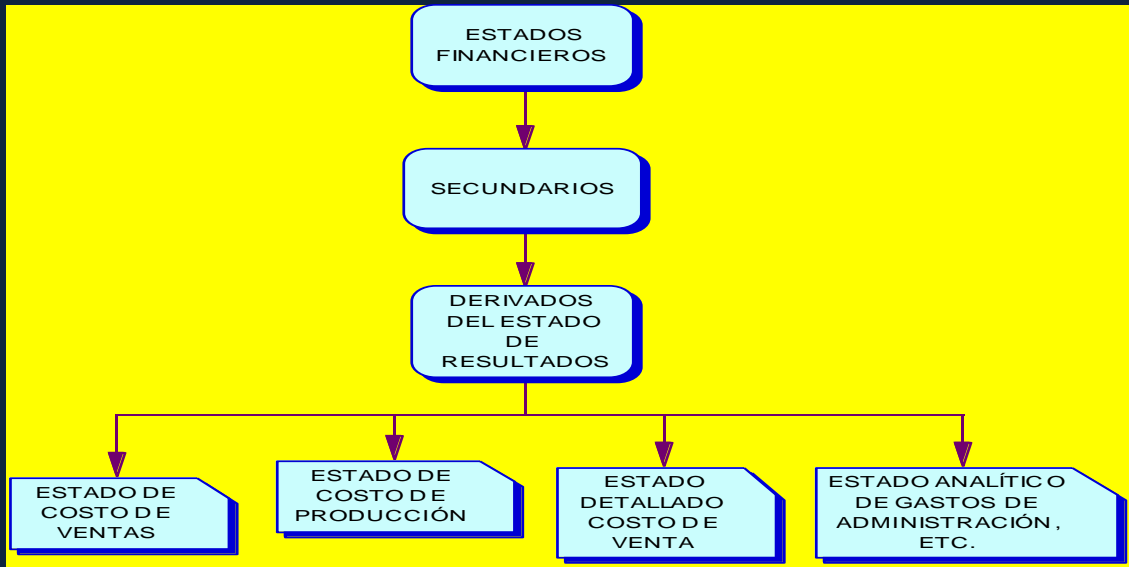 ESTADOS
FINANCIEROS
SECUNDARIOS
DERIVADOS
DEL ESTADO
DE
RESULTADOS
ESTADO DE
COSTO DE
VENTAS
ESTADO DE
COSTO DE
PRODUCCIÓN
ESTADO
DETALLADO
COSTO DE
VENTA
ESTADO ANALÍTICO
DE GASTOS DE
ADMINISTRACIÓN,
ETC.